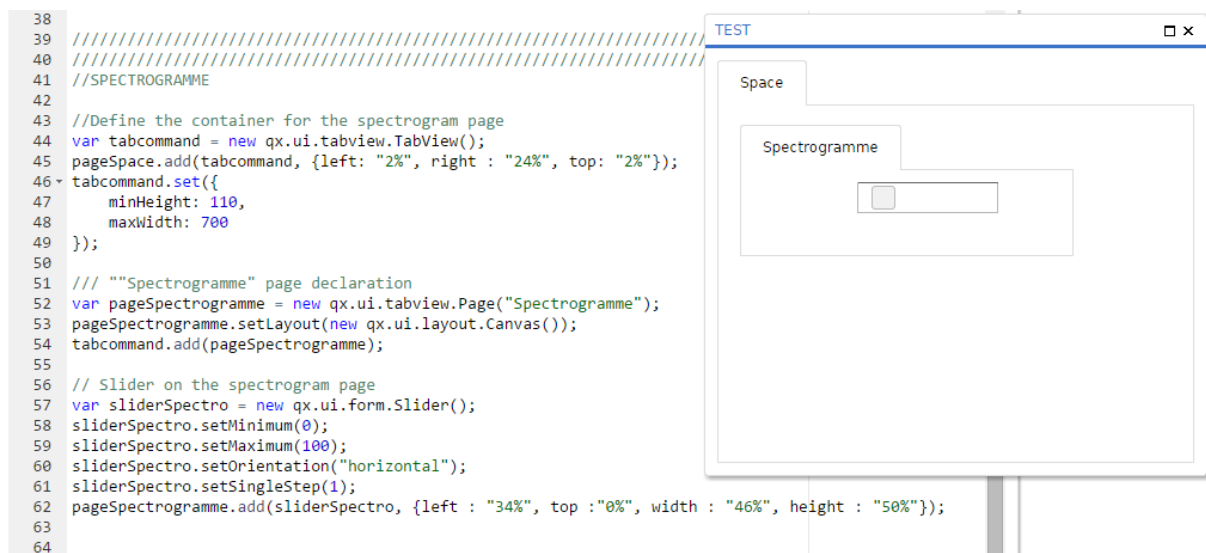 38
39 //////////////////////////////////////////////////////////////////////
40 //////////////////////////////////////////////////////////////////////
41 //SPECTROGRAMME
42
43 //Define the container for the spectrogram page
44 var tabcommand = new qx.ui.tabview.TabView();
45 pageSpace.add(tabcommand, {left: "2%", right : "24%", top: "2%"});
46 tabcommand.set({
47     minHeight: 110,
48     maxWidth: 700
49 });
50
51 /// ""Spectrogramme" page declaration
52 var pageSpectrogramme = new qx.ui.tabview.Page("Spectrogramme");
53 pageSpectrogramme.setLayout(new qx.ui.layout.Canvas());
54 tabcommand.add(pageSpectrogramme);
55
56 // Slider on the spectrogram page
57 var sliderSpectro = new qx.ui.form.Slider();
58 sliderSpectro.setMinimum(0);
59 sliderSpectro.setMaximum(100);
60 sliderSpectro.setOrientation("horizontal");
61 sliderSpectro.setSingleStep(1);
62 pageSpectrogramme.add(sliderSpectro, {left : "34%", top :"0%", width : "46%", height : "50%"});
63
64
TEST
Space
Spectrogramme